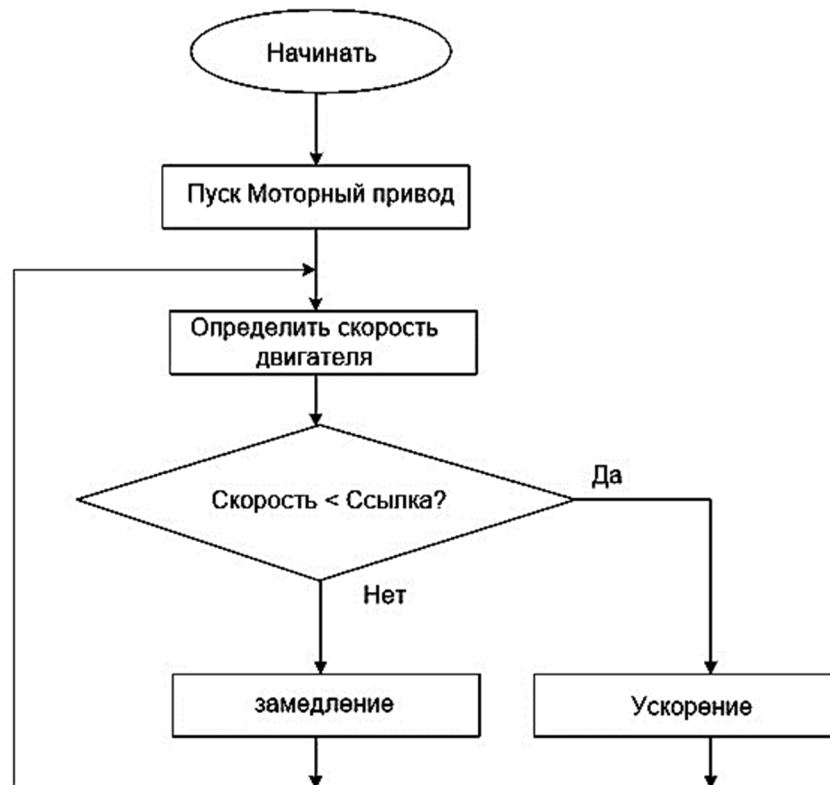 Начинать
Пуск Моторный привод
Определить скорость
двигателя
Скорость < Ссылка?
Да
Нет
замедление
Ускорение